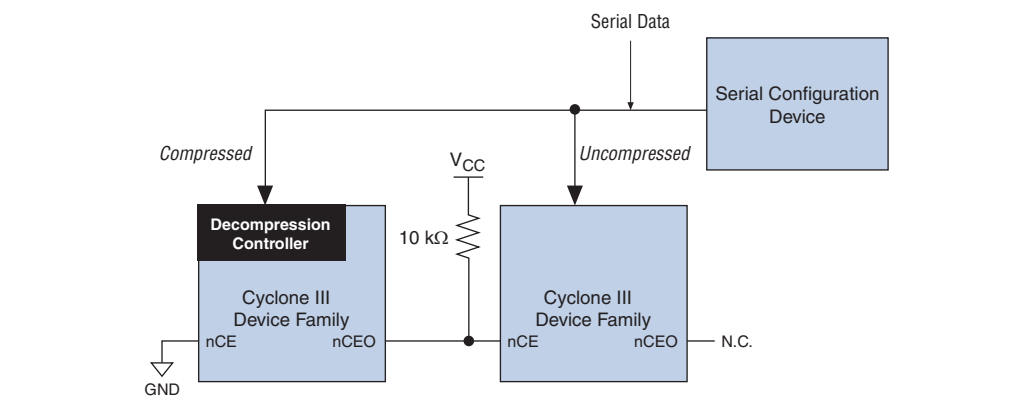 Serial Data
Serial Configuration
Device
Compressed
Uncompressed
VCC
Decompression
Controller
10 kΩ
Cyclone III
Device Family
nCE
nCEO
Cyclone III
Device Family
nCE
nCEO
N.C.
GND